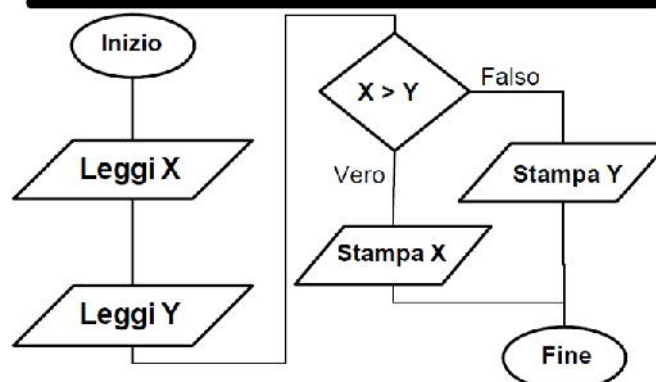 Inizio
Leggi X
Leggi Y
X > Y
Falso
Vero
Stampa Y
Stampa X
Fine